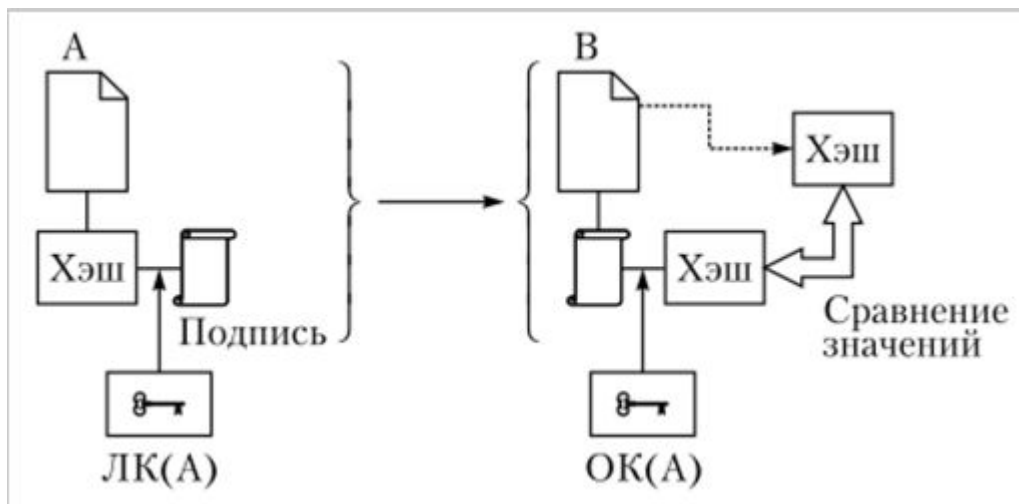 А
В
Хэш
Хэш
Хэш
Подпись
Сравнение
значений
ЛК(А)
ОК(А)